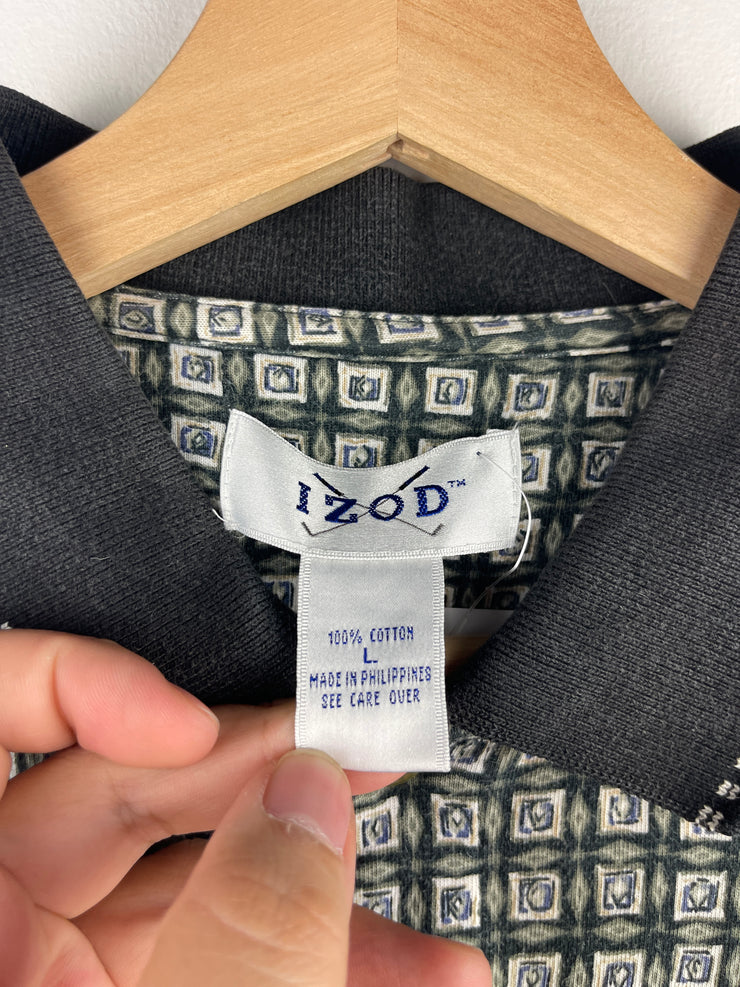 IZOD™
100% COTTON
L.
MADE IN PHILIPPINES
SEE CARE OVER